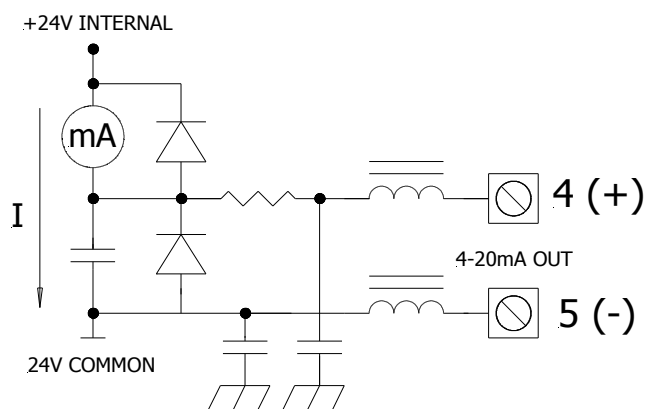 +24V INTERNAL
mA
4 (+)
I
4-20mA OUT
5 (-)
24V COMMON